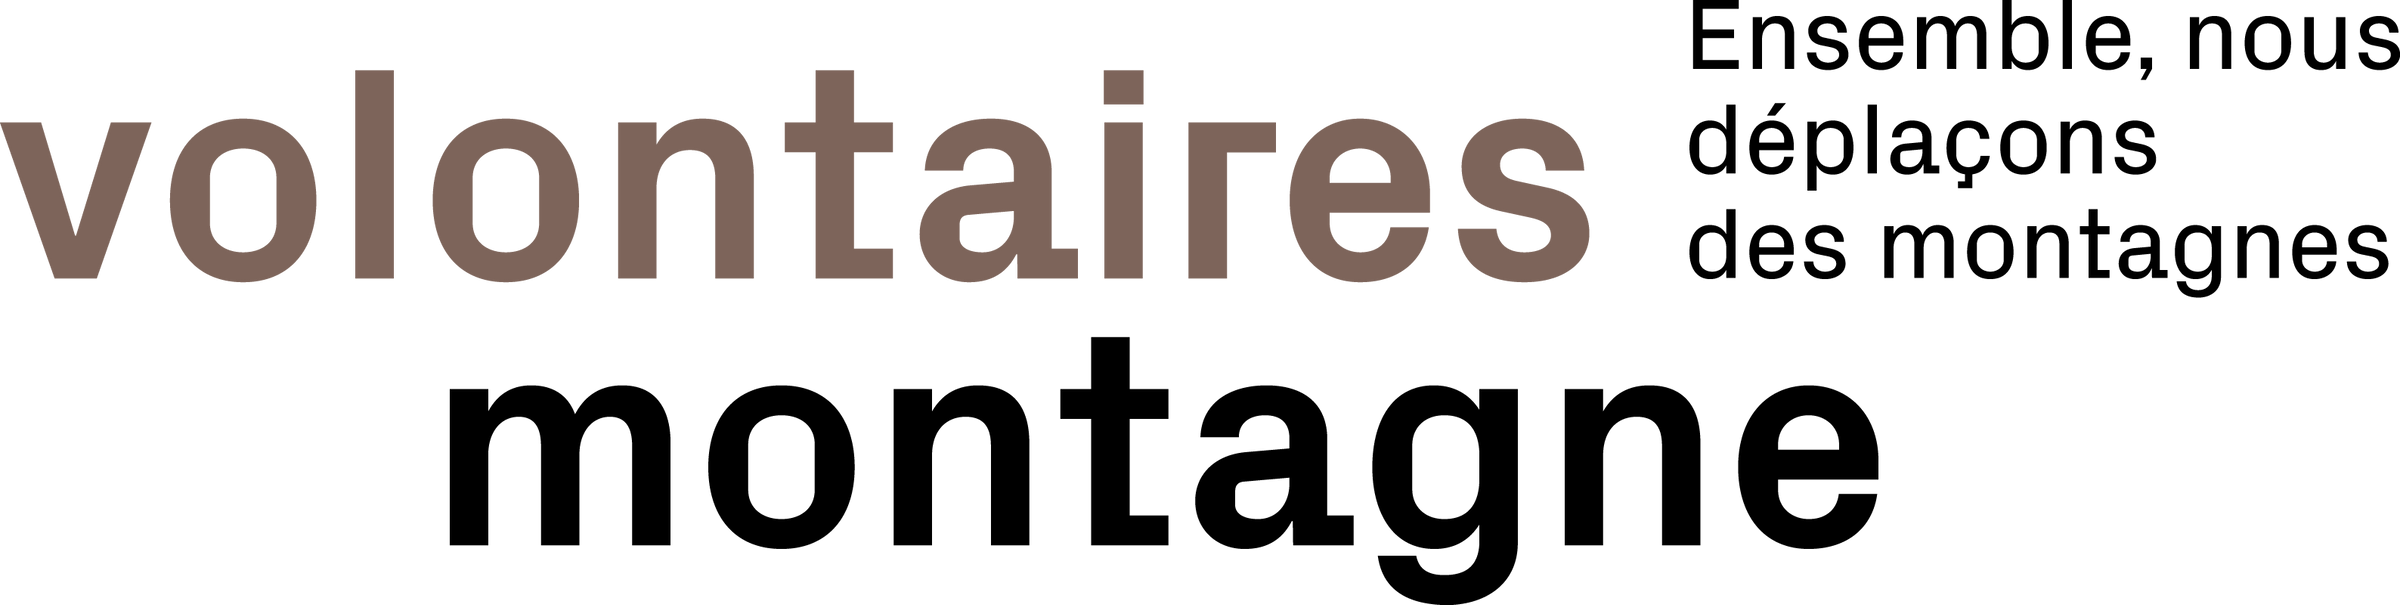 volontaires
montagne
Ensemble, nous
déplaçons
des montagnes